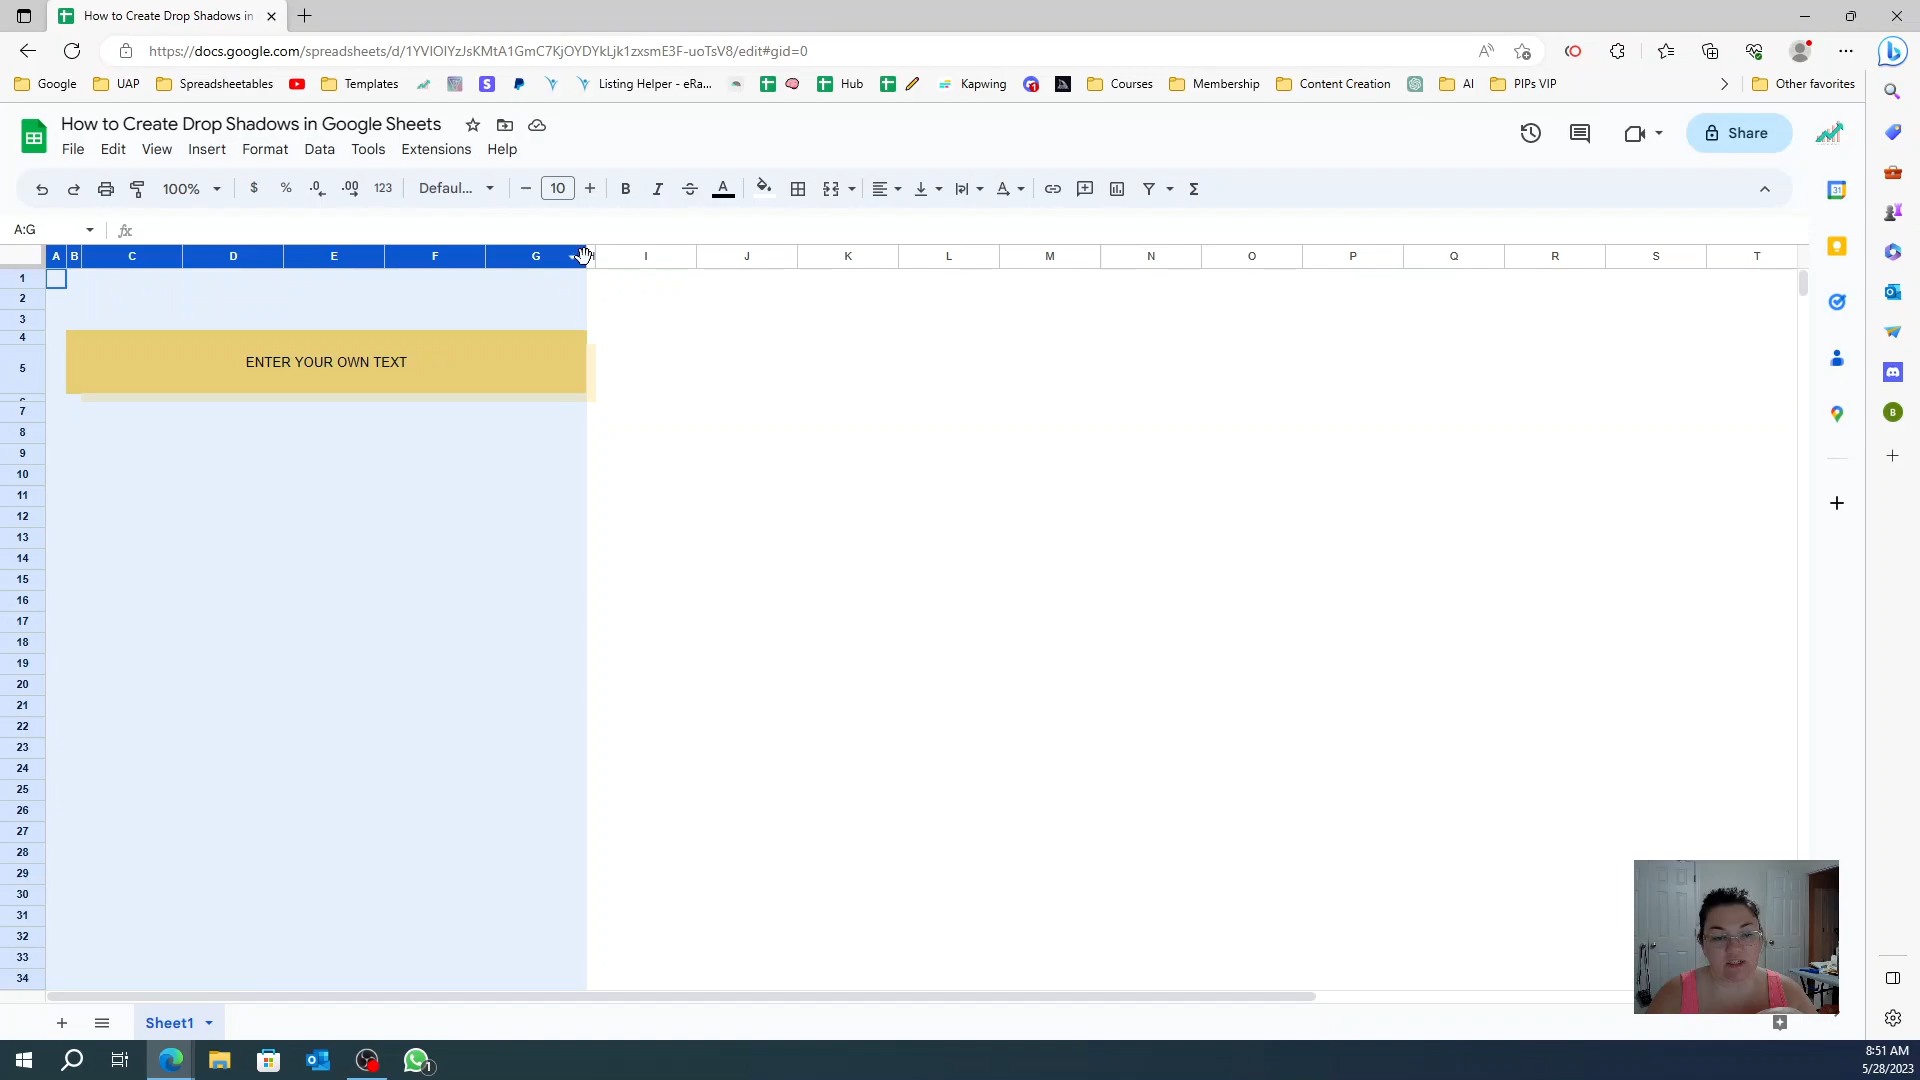 How to Create Drop Shadows in
https://docs.google.com/spreadsheets/d/1YVIOIYzJsKMtA1GmC7KjOYDYkLjk1zxsmE3F-uoTsV8/edit#gid=0
Google UAP Spreadsheetables Templates Listing Helper - eRa... Hub Kapwing Courses Membership Content Creation AI PIPs VIP Other favorites
How to Create Drop Shadows in Google Sheets
File Edit View Insert Format Data Tools Extensions Help
Share
100% $ % .0 .00 123 Defaul... 10 B I A
31
A:G
fx
A B C D E F G H I J K L M N O P Q R S T
1
2
3
4
ENTER YOUR OWN TEXT
5
6
7
B
8
9
10
11
12
13
14
15
16
17
18
19
20
21
22
23
24
25
26
27
28
29
30
31
32
33
34
Sheet1
1
8:51 AM
5/28/2023